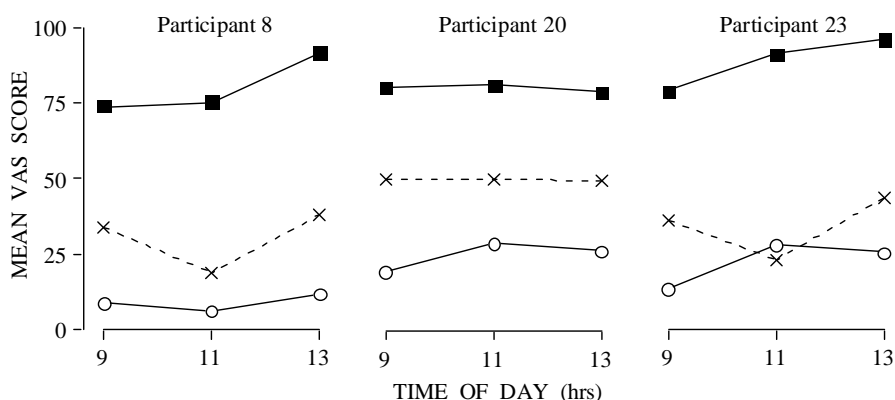 Participant 8 Participant 20 Participant 23
100
75
50
25
0
MEAN VAS SCORE
9 11 13 9 11 13 9 11 13
TIME OF DAY (hrs)